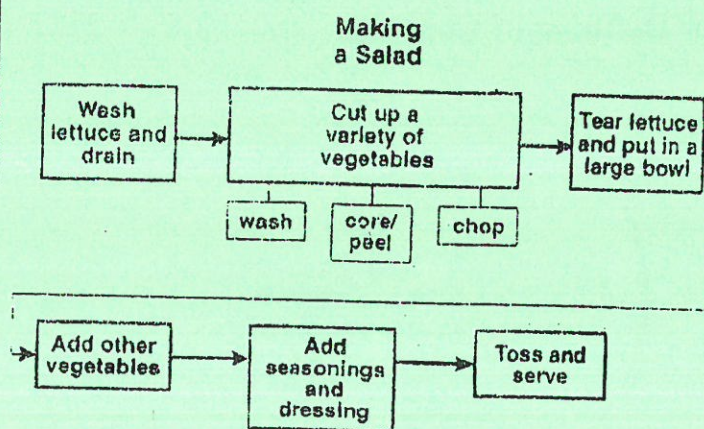 Making
a Salad
Wash
lettuce and
drain
Cut up a
variety of
vegetables
Tear lettuce
and put in a
large bowl
wash
core/
peel
chop
Add other
vegetables
Add
seasonings
and
dressing
Toss and
serve